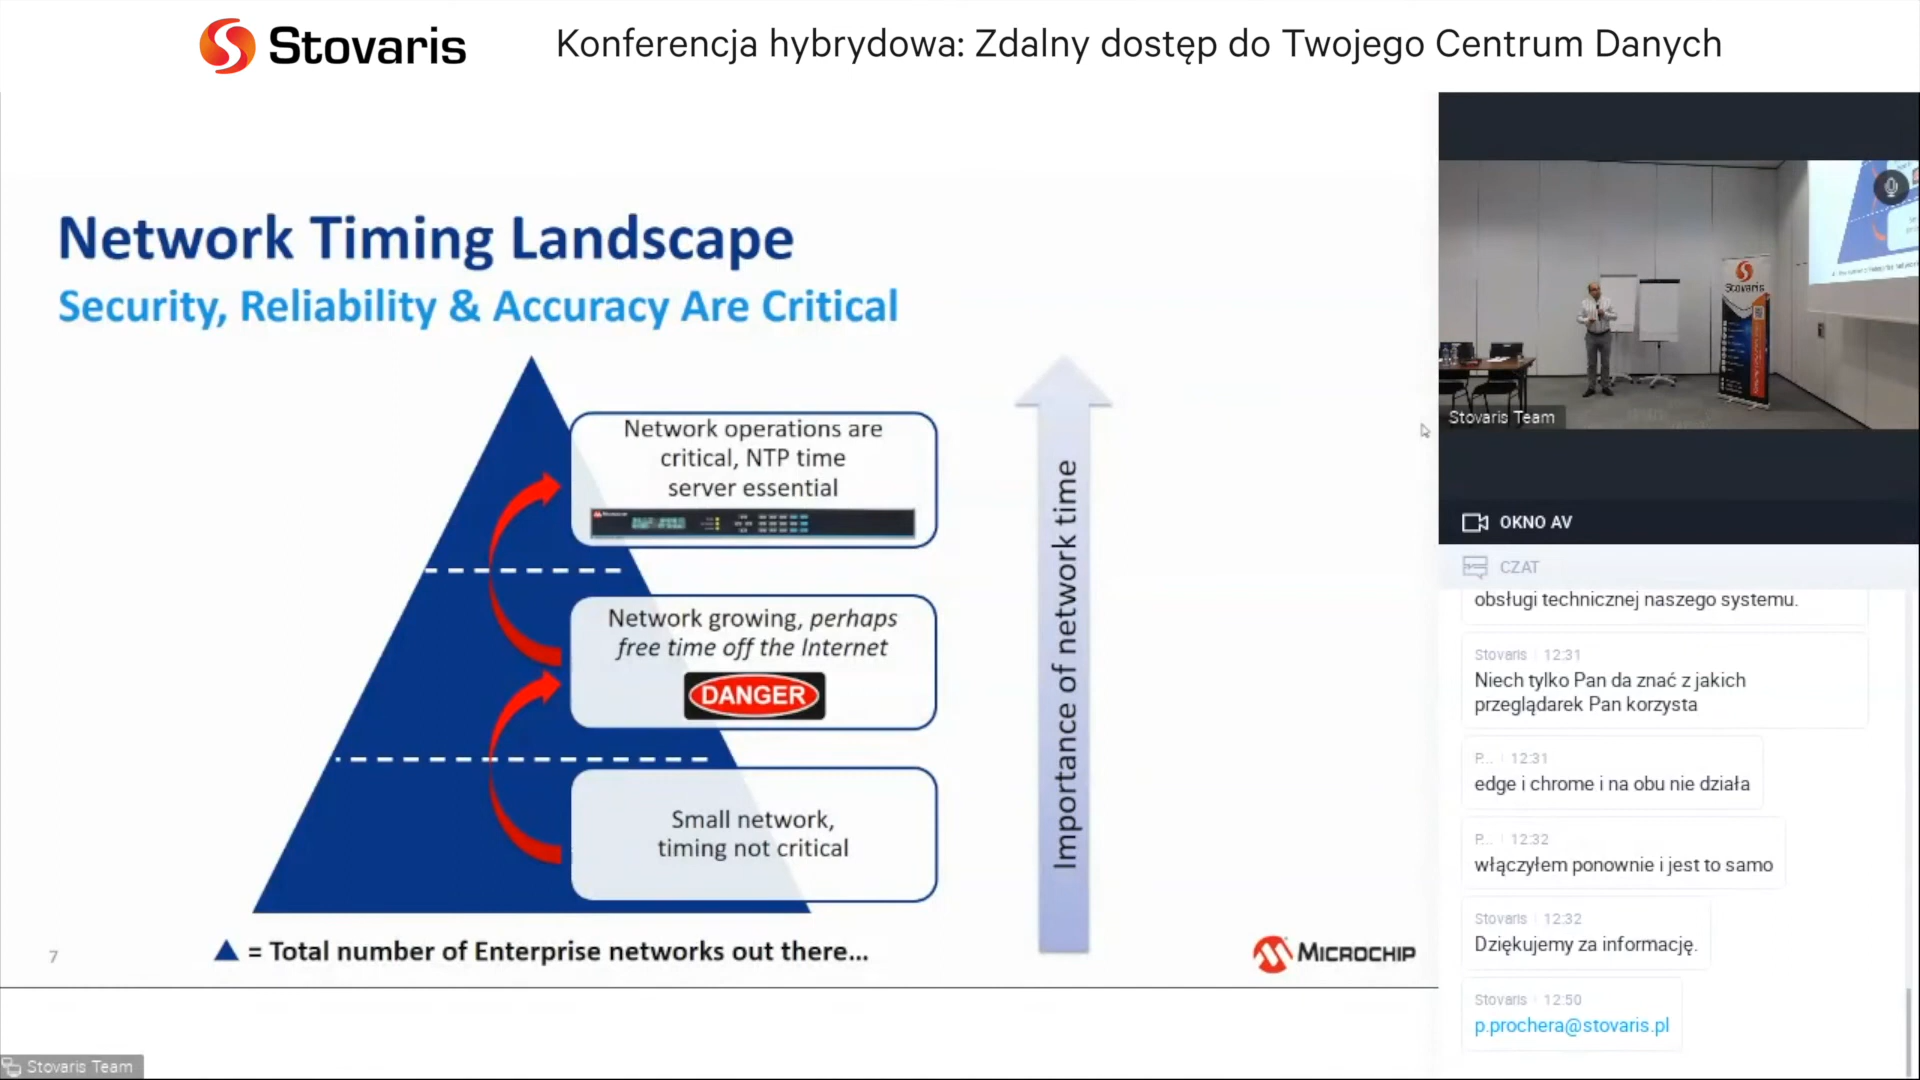 Stovaris
Konferencja hybrydowa: Zdalny dostęp do Twojego Centrum Danych
Network Timing Landscape
Security, Reliability & Accuracy Are Critical
Network operations are
critical, NTP time
server essential
Network growing, perhaps
free time off the Internet
DANGER
Small network,
timing not critical
Importance of network time
= Total number of Enterprise networks out there...
7
MICROCHIP
Stovaris Team
Stovaris
Stovaris Team
OKNO AV
CZAT
obsługi technicznej naszego systemu.
Stovaris 12:31
Niech tylko Pan da znać z jakich
przeglądarek Pan korzysta
P... 12:31
edge i chrome i na obu nie działa
P... 12:32
włączyłem ponownie i jest to samo
Stovaris 12:32
Dziękujemy za informację.
Stovaris 12:50
p.prochera@stovaris.pl